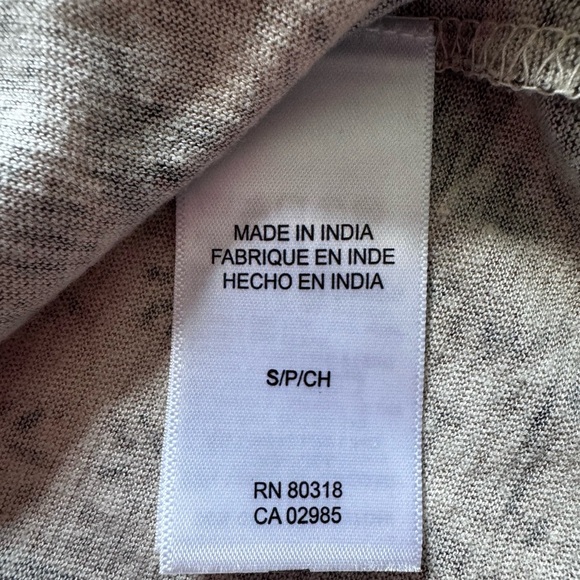 MADE IN INDIA
FABRIQUE EN INDE
HECHO EN INDIA
S/P/CH
RN 80318
CA 02985